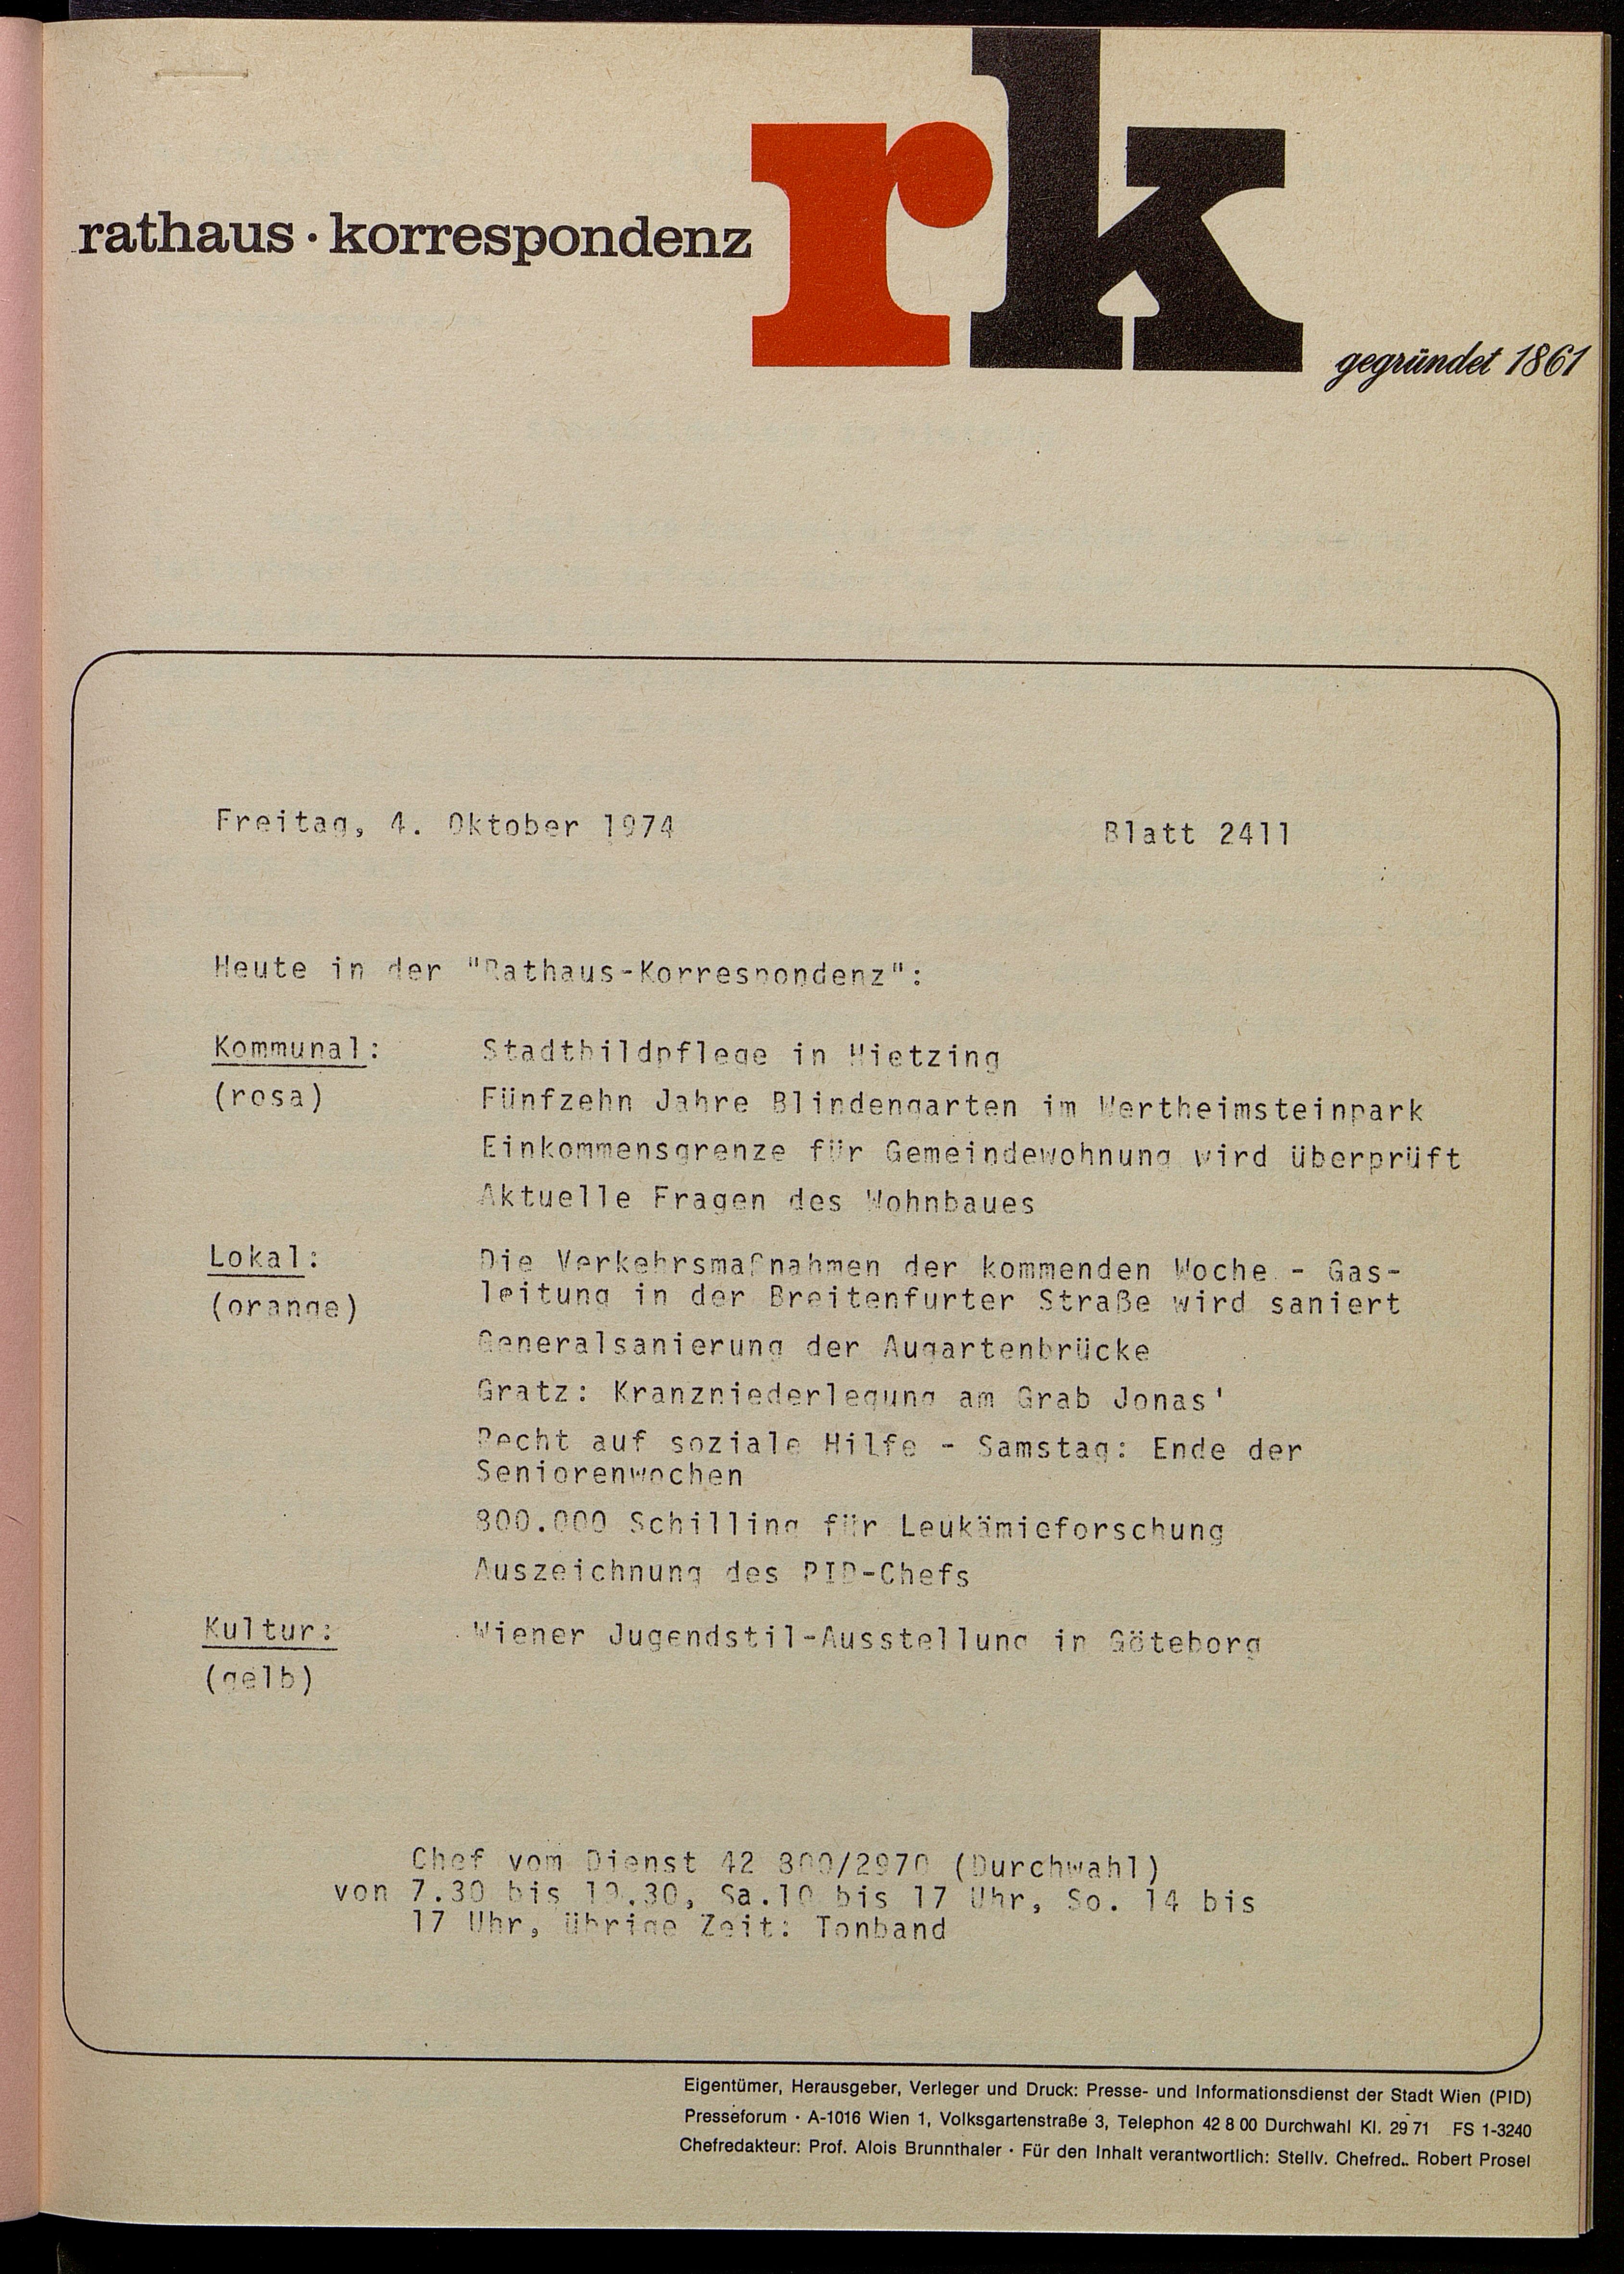 rathaus · korrespondenz
rk
gegründet 1861
Freitag, 4. Oktober 1974 Blatt 2411
Heute in der "Rathaus-Korrespondenz":
Kommunal: Stadtbildpflege in Hietzing
(rosa) Fünfzehn Jahre Blindengarten im Wertheimsteinpark
Einkommensgrenze für Gemeindewohnung wird überprüft
Aktuelle Fragen des Wohnbaues
Lokal: Die Verkehrsmaßnahmen der kommenden Woche - Gas-
(orange) leitung in der Breitenfurter Straße wird saniert
Generalsanierung der Augartenbrücke
Gratz: Kranzniederlegung am Grab Jonas'
Recht auf soziale Hilfe - Samstag: Ende der
Seniorenwochen
800.000 Schilling für Leukämieforschung
Auszeichnung des PID-Chefs
Kultur: Wiener Jugendstil-Ausstellung in Göteborg
(gelb)
Chef vom Dienst 42 800/2970 (Durchwahl)
von 7.30 bis 19.30, Sa.10 bis 17 Uhr, So. 14 bis
17 Uhr, übrige Zeit: Tonband
Eigentümer, Herausgeber, Verleger und Druck: Presse- und Informationsdienst der Stadt Wien (PID)
Presseforum · A-1016 Wien 1, Volksgartenstraße 3, Telephon 42 8 00 Durchwahl Kl. 29 71 FS 1-3240
Chefredakteur: Prof. Alois Brunnthaler · Für den Inhalt verantwortlich: Stellv. Chefred.. Robert Prosel